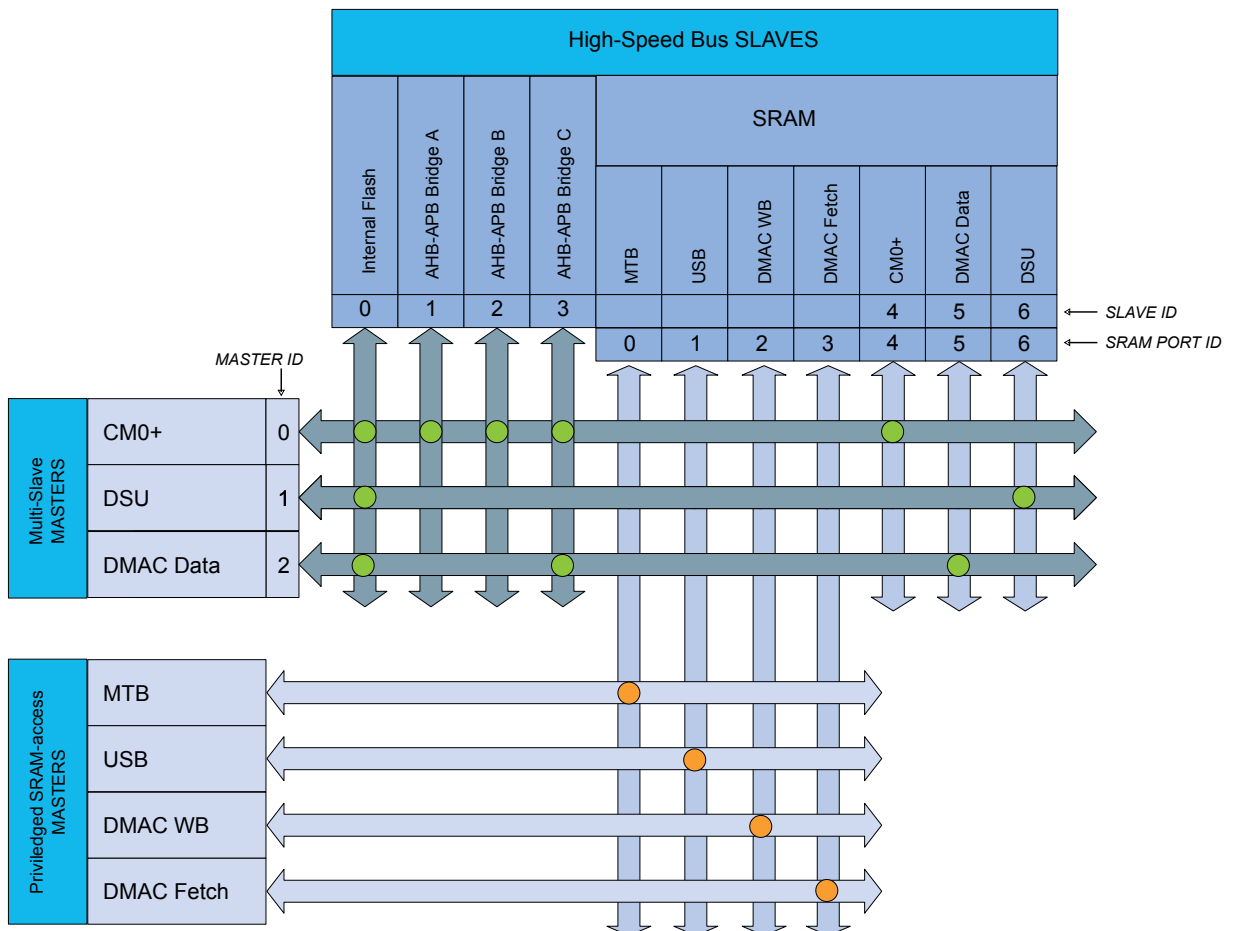 High-Speed Bus SLAVES
SRAM
Internal Flash
AHB-APB Bridge A
AHB-APB Bridge B
AHB-APB Bridge C
MTB
USB
DMAC WB
DMAC Fetch
CM0+
DMAC Data
DSU
0 1 2 3 4 5 6
SLAVE ID
0 1 2 3 4 5 6
SRAM PORT ID
MASTER ID
Multi-Slave
MASTERS
CM0+ 0
DSU 1
DMAC Data 2
Priviledged SRAM-access
MASTERS
MTB
USB
DMAC WB
DMAC Fetch